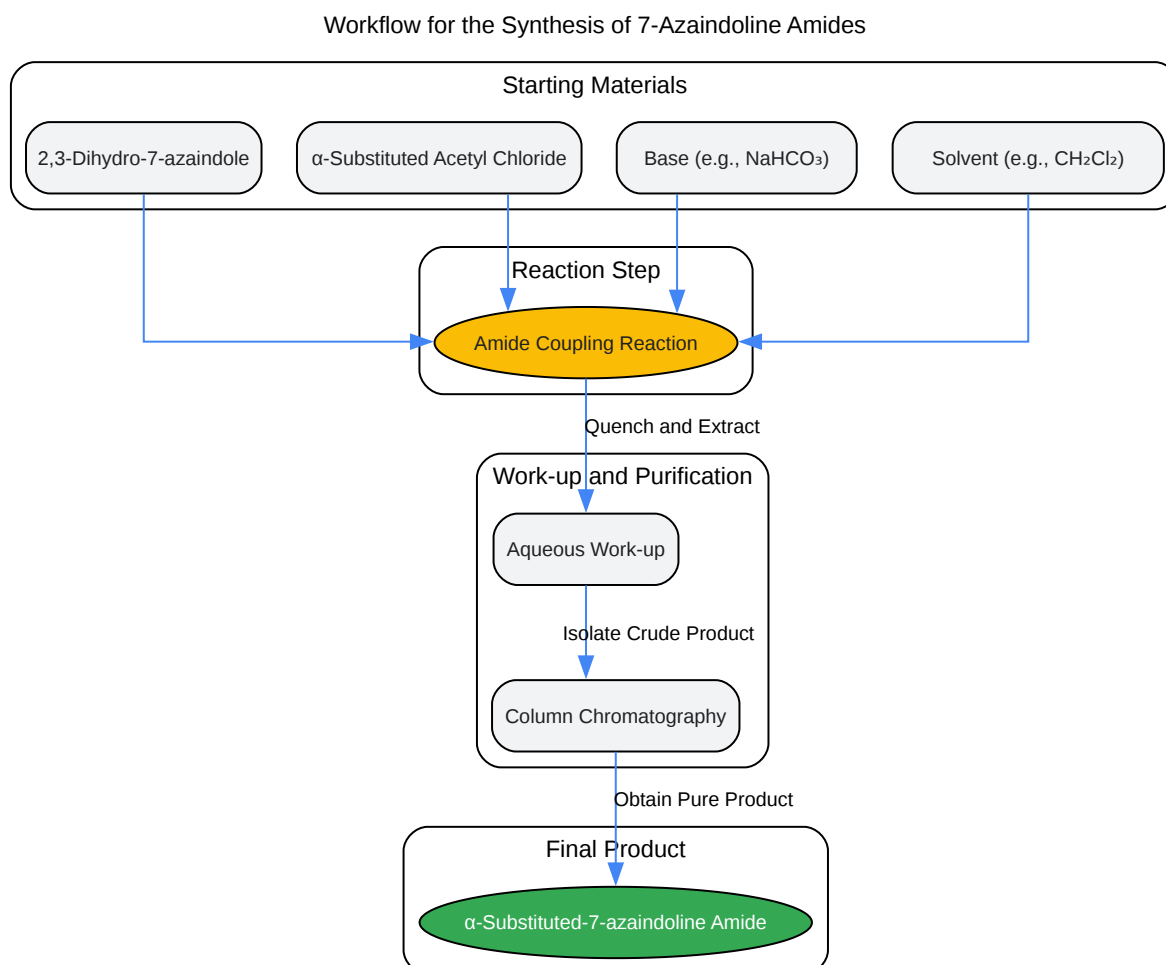 Workflow for the Synthesis of 7-Azaindoline Amides
Starting Materials
2,3-Dihydro-7-azaindole
α-Substituted Acetyl Chloride
Base (e.g., NaHCO₃)
Solvent (e.g., CH₂Cl₂)
Reaction Step
Amide Coupling Reaction
Quench and Extract
Work-up and Purification
Aqueous Work-up
Isolate Crude Product
Column Chromatography
Obtain Pure Product
Final Product
α-Substituted-7-azaindoline Amide